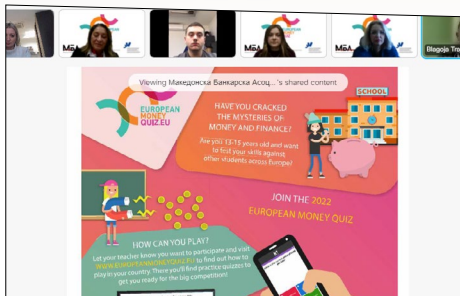 МБА
МБА
МБА
Blagoja Tro
Viewing Македонска Банкарска Асоц... 's shared content
EUROPEAN
MONEY
QUIZ.EU
HAVE YOU CRACKED
THE MYSTERIES OF
MONEY AND FINANCE?
Are you 13-15 years old and want
to test your skills against
other students across Europe?
SCHOOL
JOIN THE 2022
EUROPEAN MONEY QUIZ
HOW CAN YOU PLAY?
Let your teacher know you want to participate and visit
WWW.EUROPEANMONEYQUIZ.EU to find out how to
play in your country. There you'll find practice quizzes to
get you ready for the big competition!